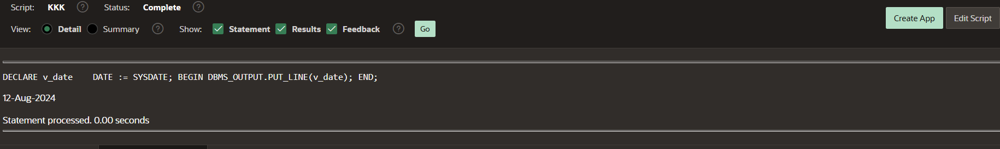 Script: KKK ? Status: Complete ?
View: Detail Summary ? Show: Statement Results Feedback ? Go
Create App Edit Script
DECLARE v_date    DATE := SYSDATE; BEGIN DBMS_OUTPUT.PUT_LINE(v_date); END;
12-Aug-2024
Statement processed. 0.00 seconds